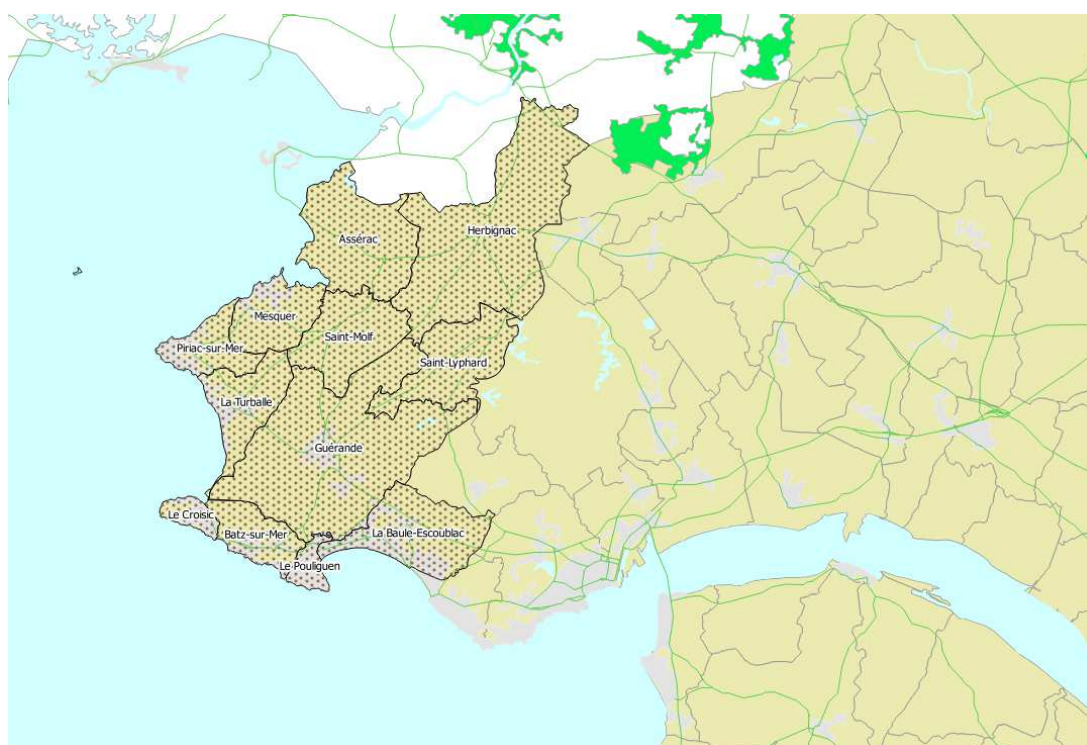 Herbignac
Assérac
Mesquer
Saint-Molf
Piriac-sur-Mer
Saint-Lyphard
La Turballe
Guérande
Le Croisic
Batz-sur-Mer
La Baule-Escoublac
Le Pouliguen